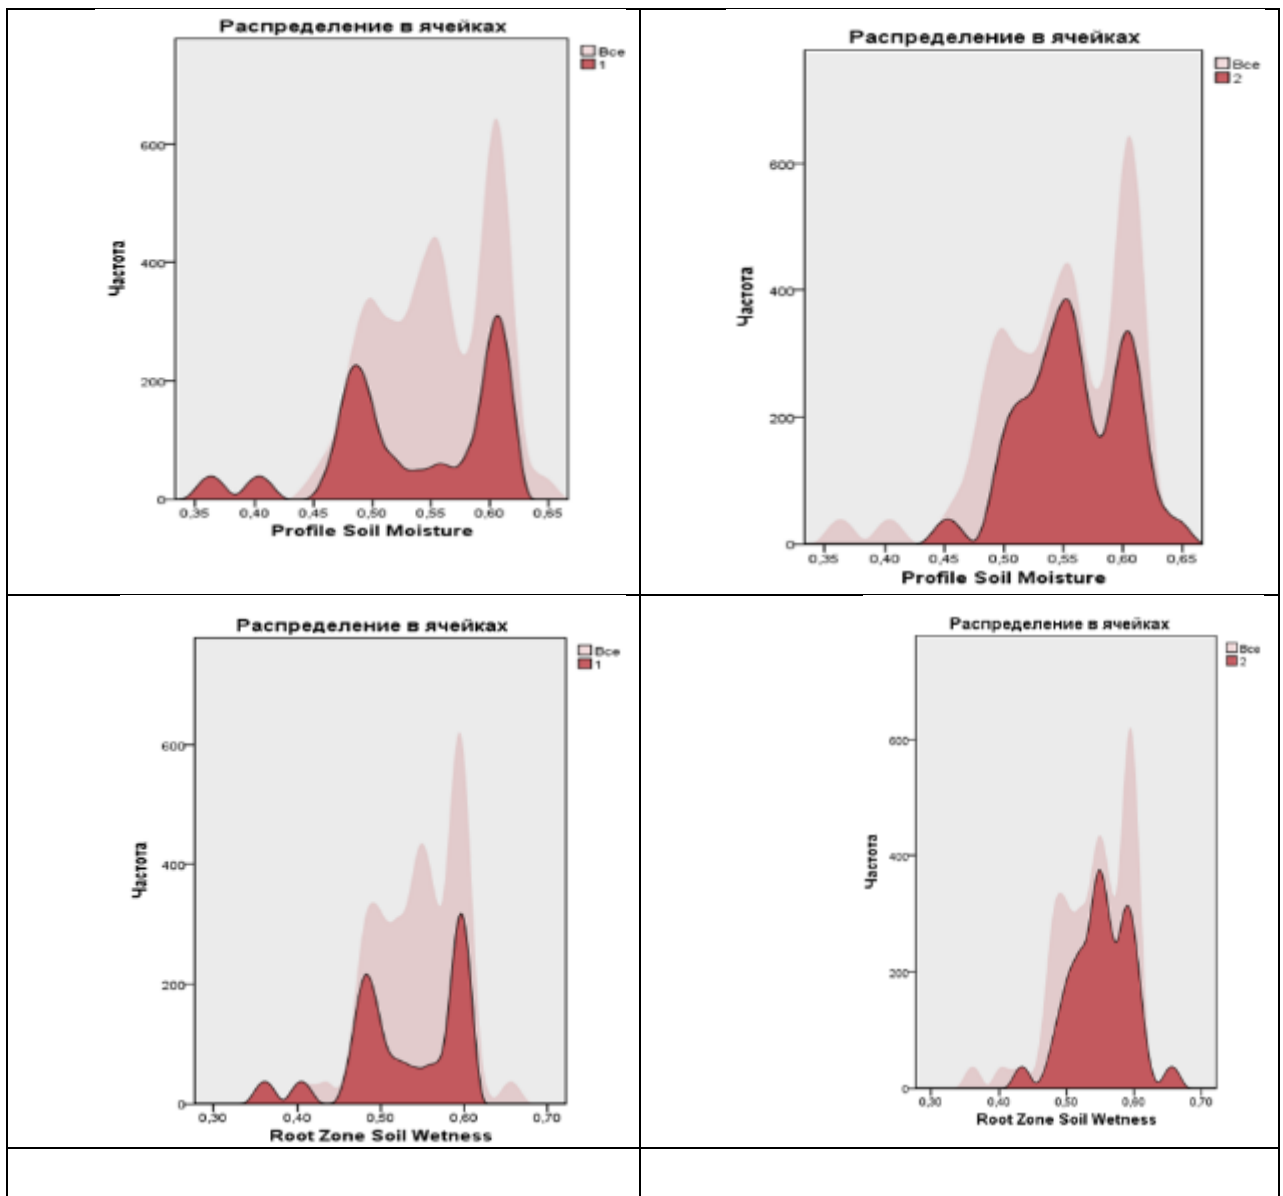 Распределение в ячейках
Все
1
600
400
200
0
Частота
0,35 0,40 0,45 0,50 0,55 0,60 0,65
Profile Soil Moisture
Распределение в ячейках
Все
2
600
400
200
0
Частота
0,35 0,40 0,45 0,50 0,55 0,60 0,65
Profile Soil Moisture
Распределение в ячейках
Все
1
600
400
200
0
Частота
0,30 0,40 0,50 0,60 0,70
Root Zone Soil Wetness
Распределение в ячейках
Все
2
600
400
200
0
Частота
0,30 0,40 0,50 0,60 0,70
Root Zone Soil Wetness